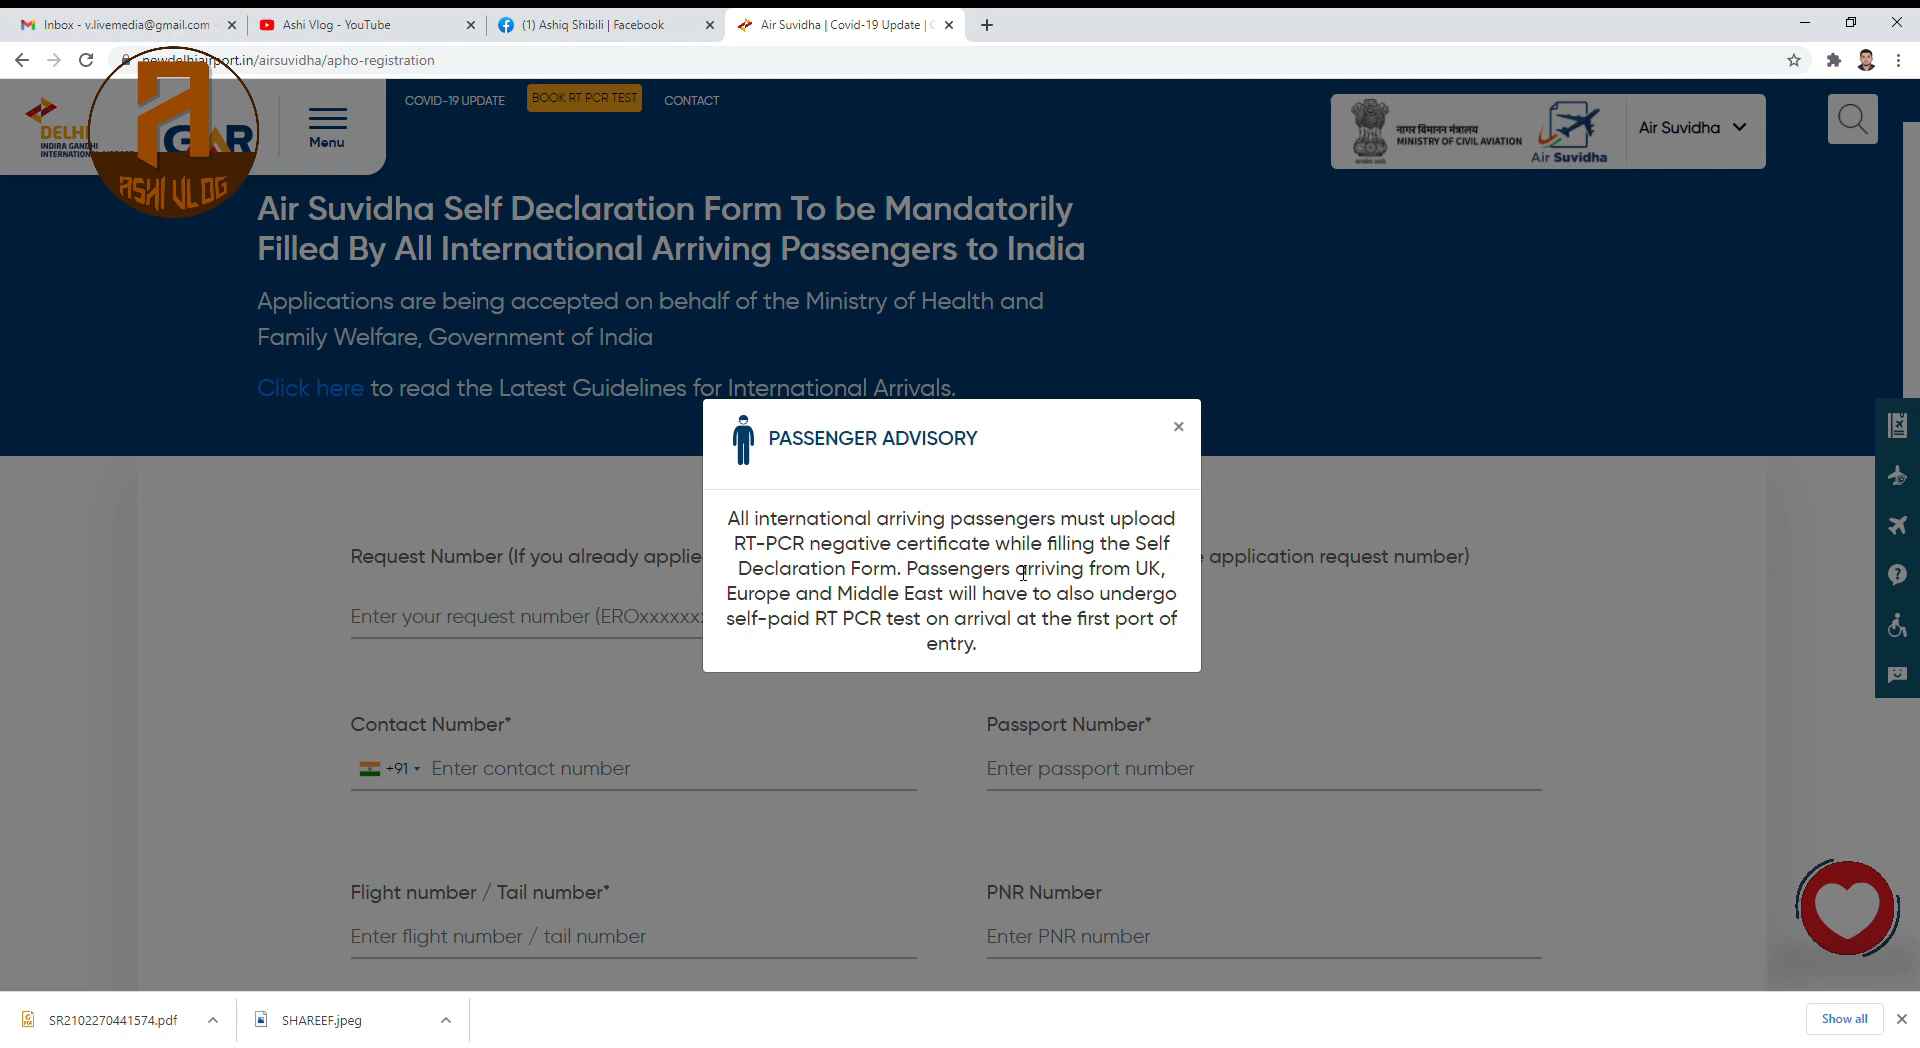 Inbox - v.livemedia@gmail.com -
Ashi Vlog - YouTube
(1) Ashiq Shibili | Facebook
Air Suvidha | Covid-19 Update |
newdelhiairport.in/airsuvidha/apho-registration
DELHI
INDIRA GANDHI
INTERNATIONAL
GMR
ASHI VLOG
Menu
COVID-19 UPDATE
BOOK RT PCR TEST
CONTACT
नागर विमानन मंत्रालय
MINISTRY OF CIVIL AVIATION
Air Suvidha
Air Suvidha
Air Suvidha Self Declaration Form To be Mandatorily
Filled By All International Arriving Passengers to India
Applications are being accepted on behalf of the Ministry of Health and
Family Welfare, Government of India
Click here to read the Latest Guidelines for International Arrivals.
PASSENGER ADVISORY
All international arriving passengers must upload
RT-PCR negative certificate while filling the Self
Declaration Form. Passengers arriving from UK,
Europe and Middle East will have to also undergo
self-paid RT PCR test on arrival at the first port of
entry.
Request Number (If you already applie
application request number)
Enter your request number (EROxxxxxx
Contact Number*
Passport Number*
+91 Enter contact number
Enter passport number
Flight number / Tail number*
PNR Number
Enter flight number / tail number
Enter PNR number
SR2102270441574.pdf
SHAREEF.jpeg
Show all